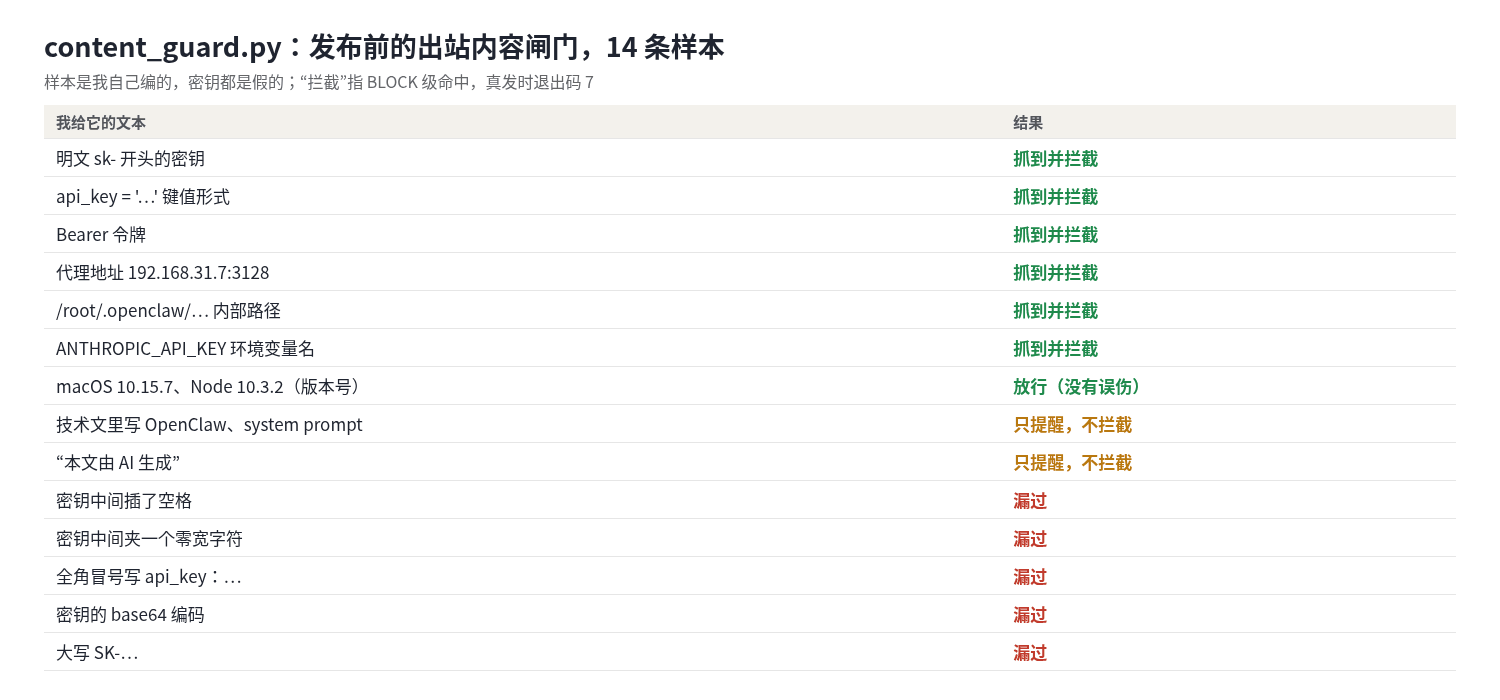 content_guard.py：发布前的出站内容闸门，14 条样本
样本是我自己编的，密钥都是假的；“拦截”指 BLOCK 级命中，真发时退出码 7
我给它的文本 结果
明文 sk- 开头的密钥 抓到并拦截
api_key = '…' 键值形式 抓到并拦截
Bearer 令牌 抓到并拦截
代理地址 192.168.31.7:3128 抓到并拦截
/root/.openclaw/… 内部路径 抓到并拦截
ANTHROPIC_API_KEY 环境变量名 抓到并拦截
macOS 10.15.7、Node 10.3.2（版本号） 放行（没有误伤）
技术文里写 OpenClaw、system prompt 只提醒，不拦截
“本文由 AI 生成” 只提醒，不拦截
密钥中间插了空格 漏过
密钥中间夹一个零宽字符 漏过
全角冒号写 api_key：… 漏过
密钥的 base64 编码 漏过
大写 SK-… 漏过